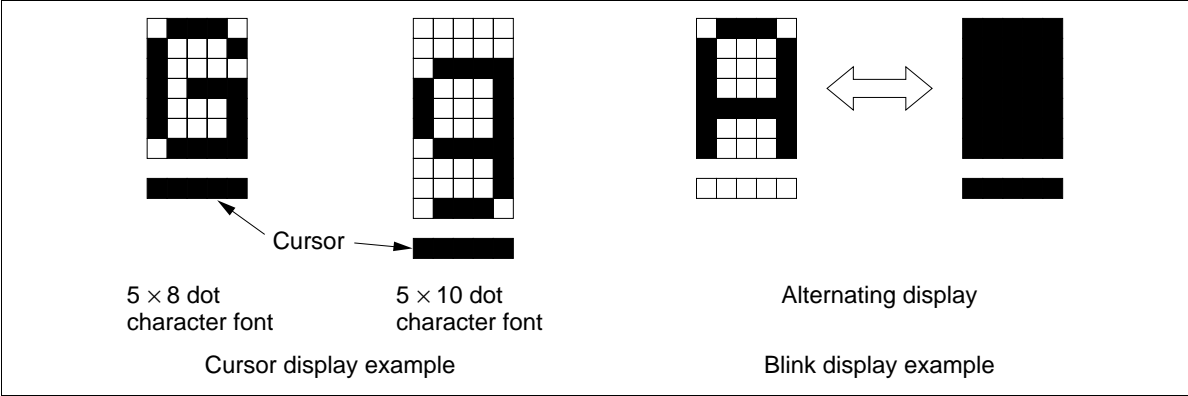 Cursor
5 × 8 dot
character font
5 × 10 dot
character font
Cursor display example
Alternating display
Blink display example